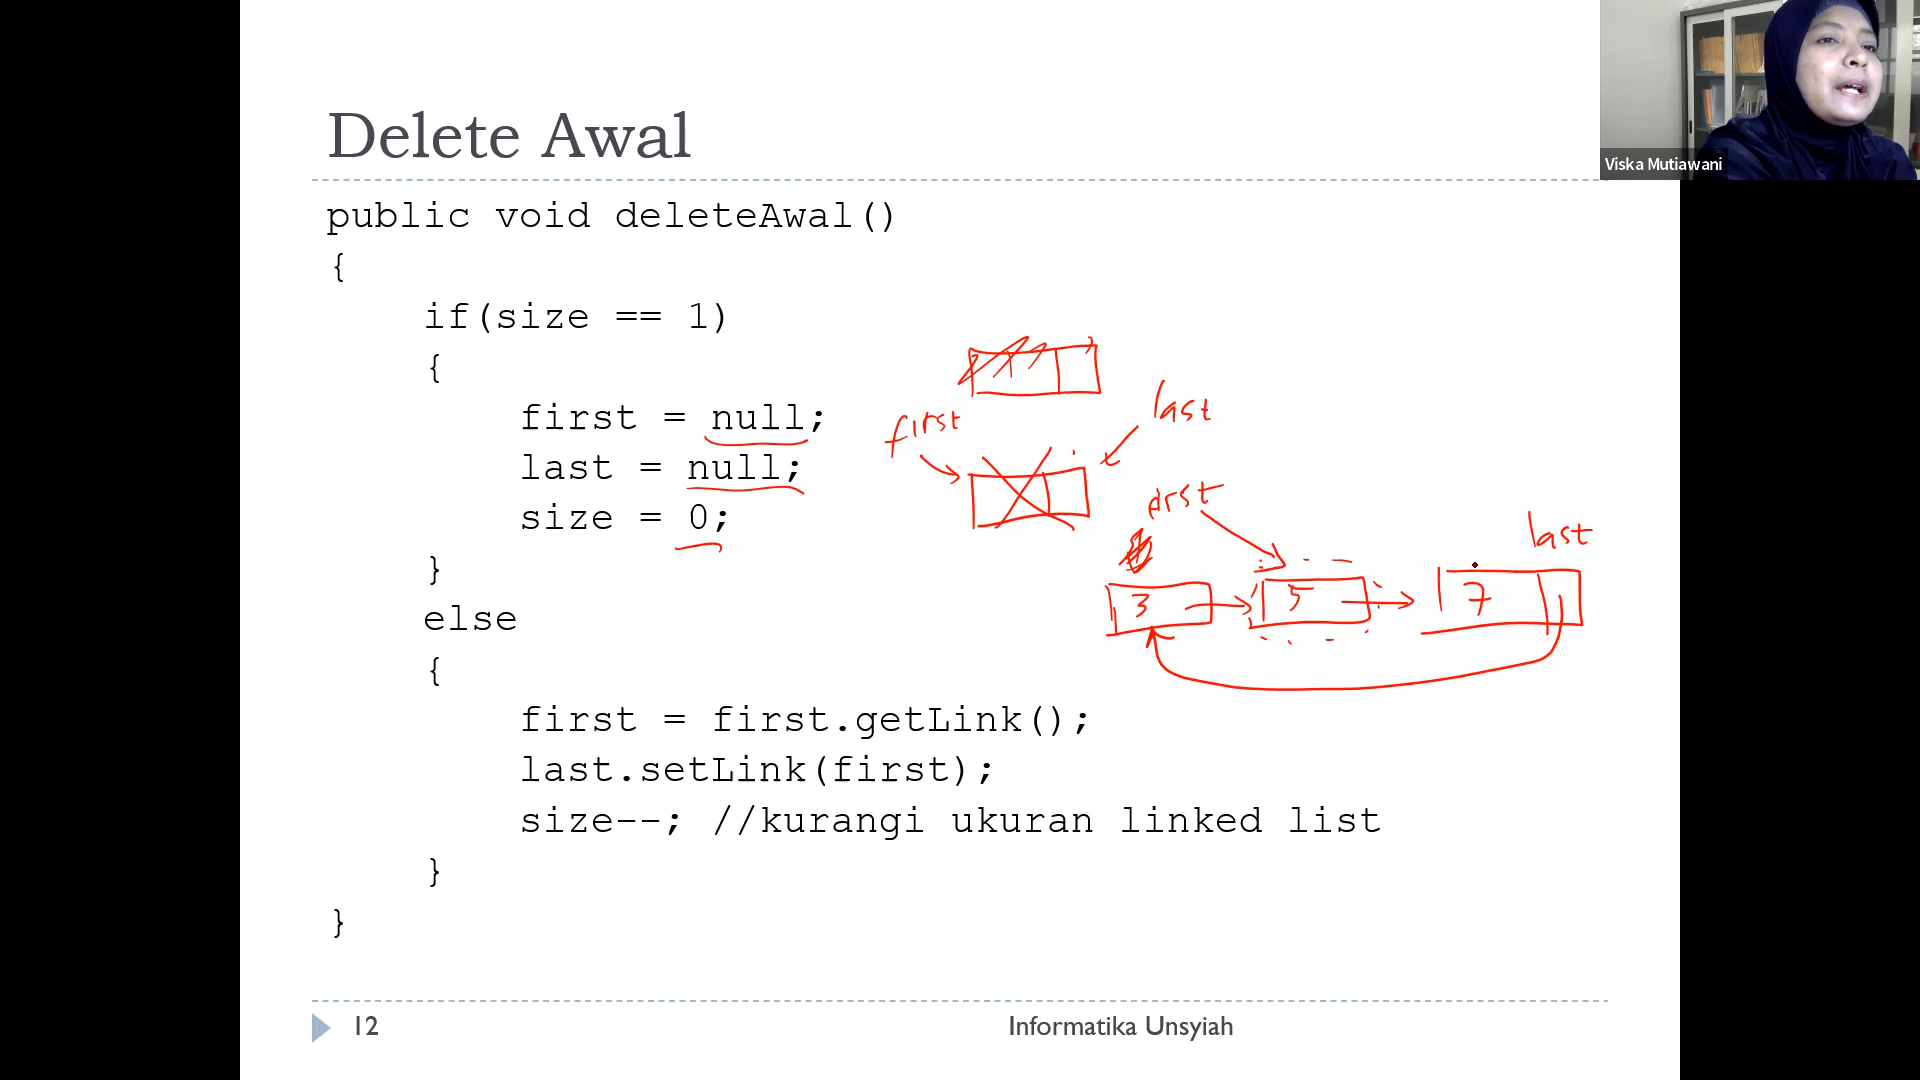 Viska Mutiawani
Delete Awal
public void deleteAwal()
{
if(size == 1)
{
first = null;
last = null;
size = 0;
}
else
{
first = first.getLink();
last.setLink(first);
size--; //kurangi ukuran linked list
}
}
first
last
first
last
3
5
7
12
Informatika Unsyiah